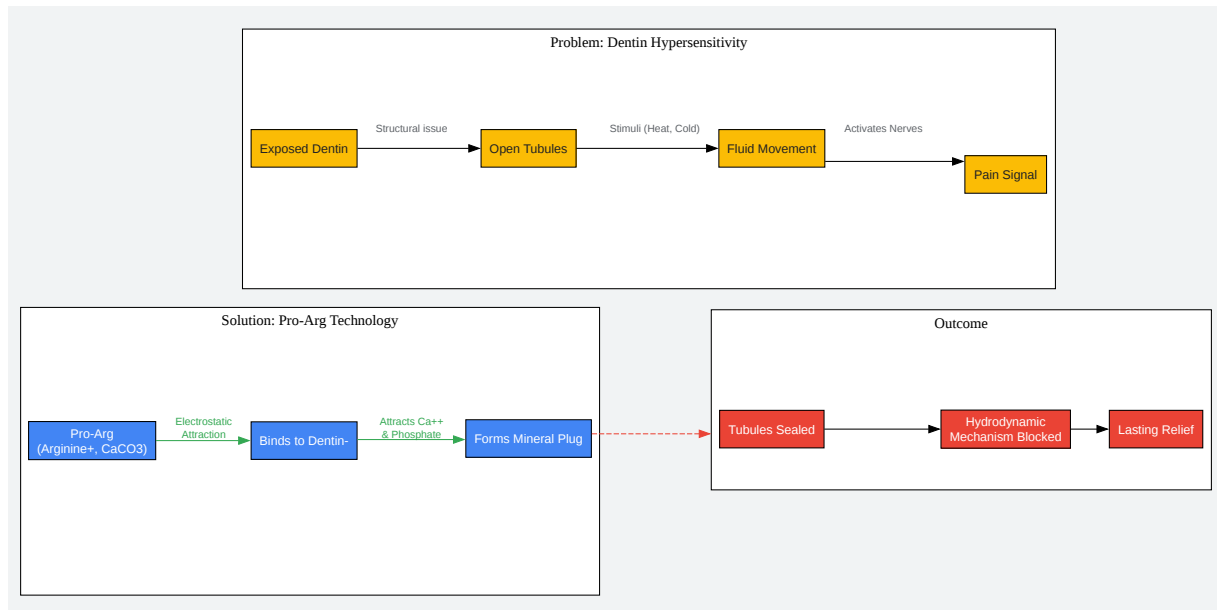 Problem: Dentin Hypersensitivity
Structural issue
Stimuli (Heat, Cold)
Activates Nerves
Exposed Dentin
Open Tubules
Fluid Movement
Pain Signal
Solution: Pro-Arg Technology
Electrostatic
Attraction
Attracts Ca++
& Phosphate
Pro-Arg
(Arginine+, CaCO3)
Binds to Dentin-
Forms Mineral Plug
Outcome
Tubules Sealed
Hydrodynamic
Mechanism Blocked
Lasting Relief